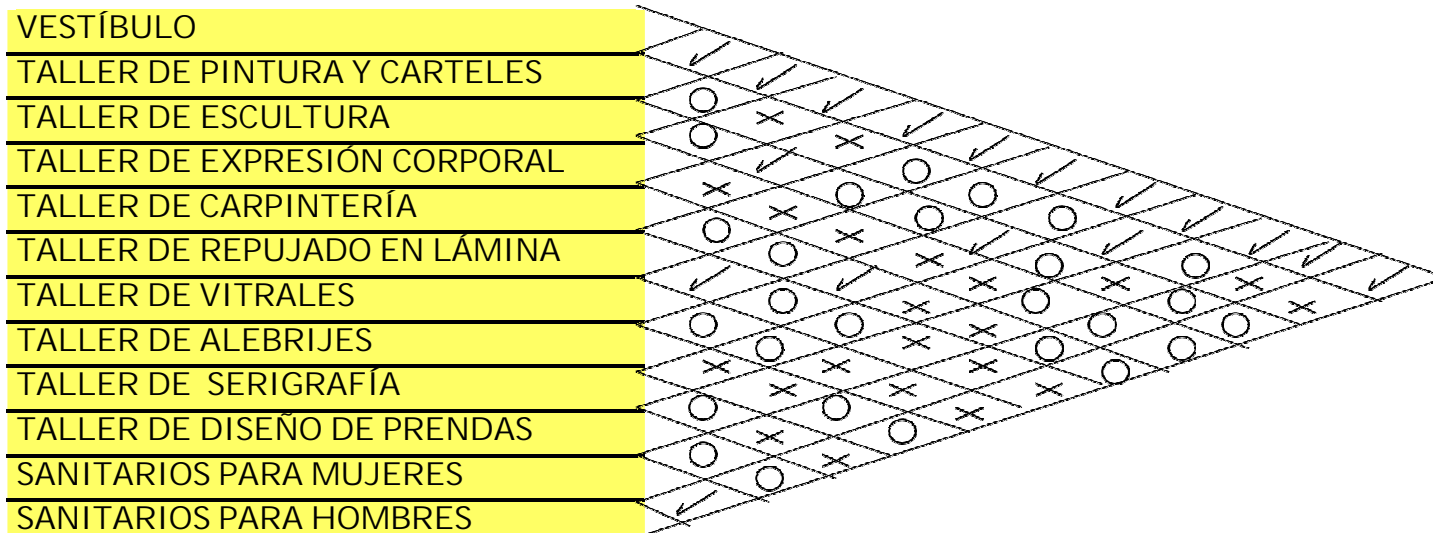 VESTÍBULO
TALLER DE PINTURA Y CARTELES
TALLER DE ESCULTURA
TALLER DE EXPRESIÓN CORPORAL
TALLER DE CARPINTERÍA
TALLER DE REPUJADO EN LÁMINA
TALLER DE VITRALES
TALLER DE ALEBRIJES
TALLER DE SERIGRAFÍA
TALLER DE DISEÑO DE PRENDAS
SANITARIOS PARA MUJERES
SANITARIOS PARA HOMBRES